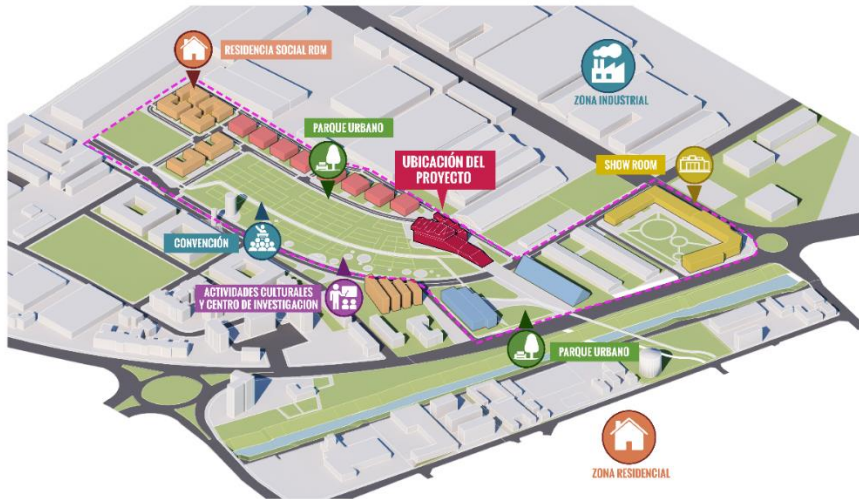 RESIDENCIA SOCIAL RDM
ZONA INDUSTRIAL
PARQUE URBANO
UBICACIÓN DEL
PROYECTO
SHOW ROOM
CONVENCIÓN
ACTIVIDADES CULTURALES
Y CENTRO DE INVESTIGACION
PARQUE URBANO
ZONA RESIDENCIAL